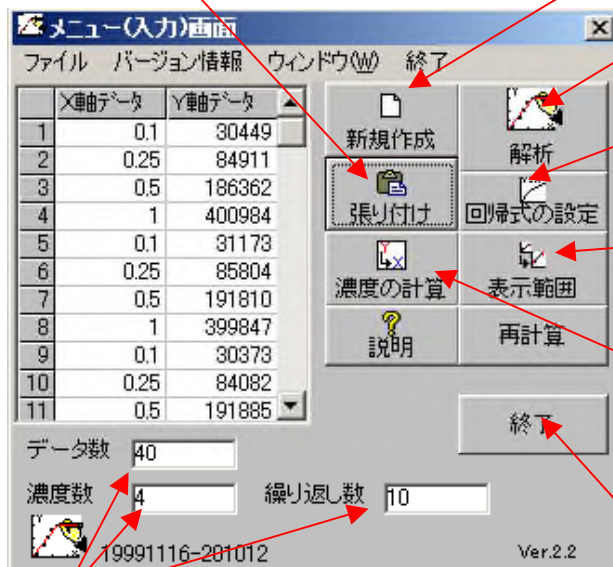 メニュー(入力)画面
ファイル バージョン情報 ウィンドウ(W) 終了
X軸データ Y軸データ
1 0.1 30449
2 0.25 84911
3 0.5 186362
4 1 400984
5 0.1 31173
6 0.25 85804
7 0.5 191810
8 1 399847
9 0.1 30373
10 0.25 84082
11 0.5 191885
新規作成 解析
張り付け 回帰式の設定
濃度の計算 表示範囲
説明 再計算
終了
データ数 40
濃度数 4 繰り返し数 10
19991116-201012 Ver.2.2